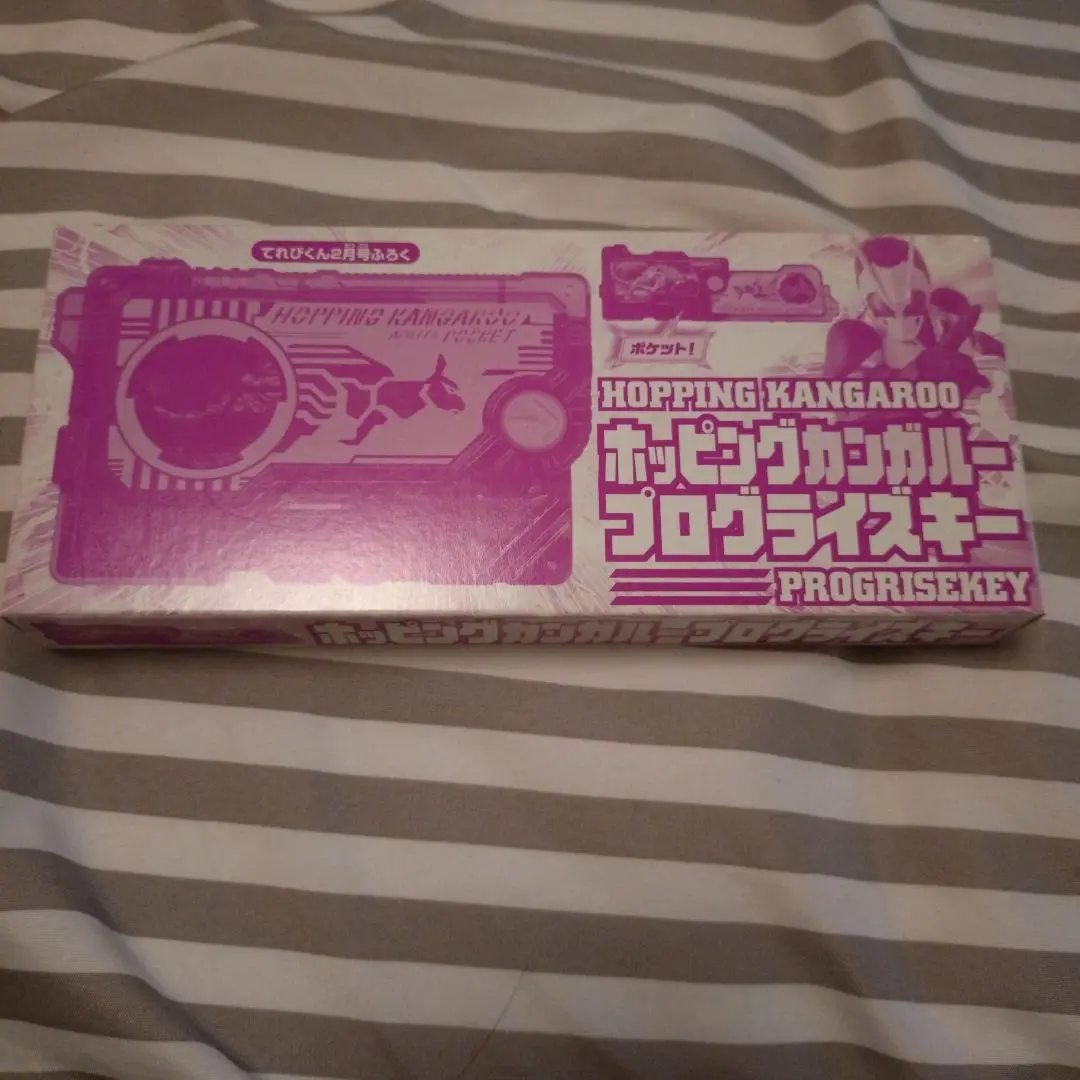 てれびくん2月号ふろく
HOPPING KANGAROO
ABILITY POCKET
ポケット!
HOPPING KANGAROO
ホッピングカンガルー
プログライズキー
PROGRISEKEY
ホッピングカンガループログライズキー